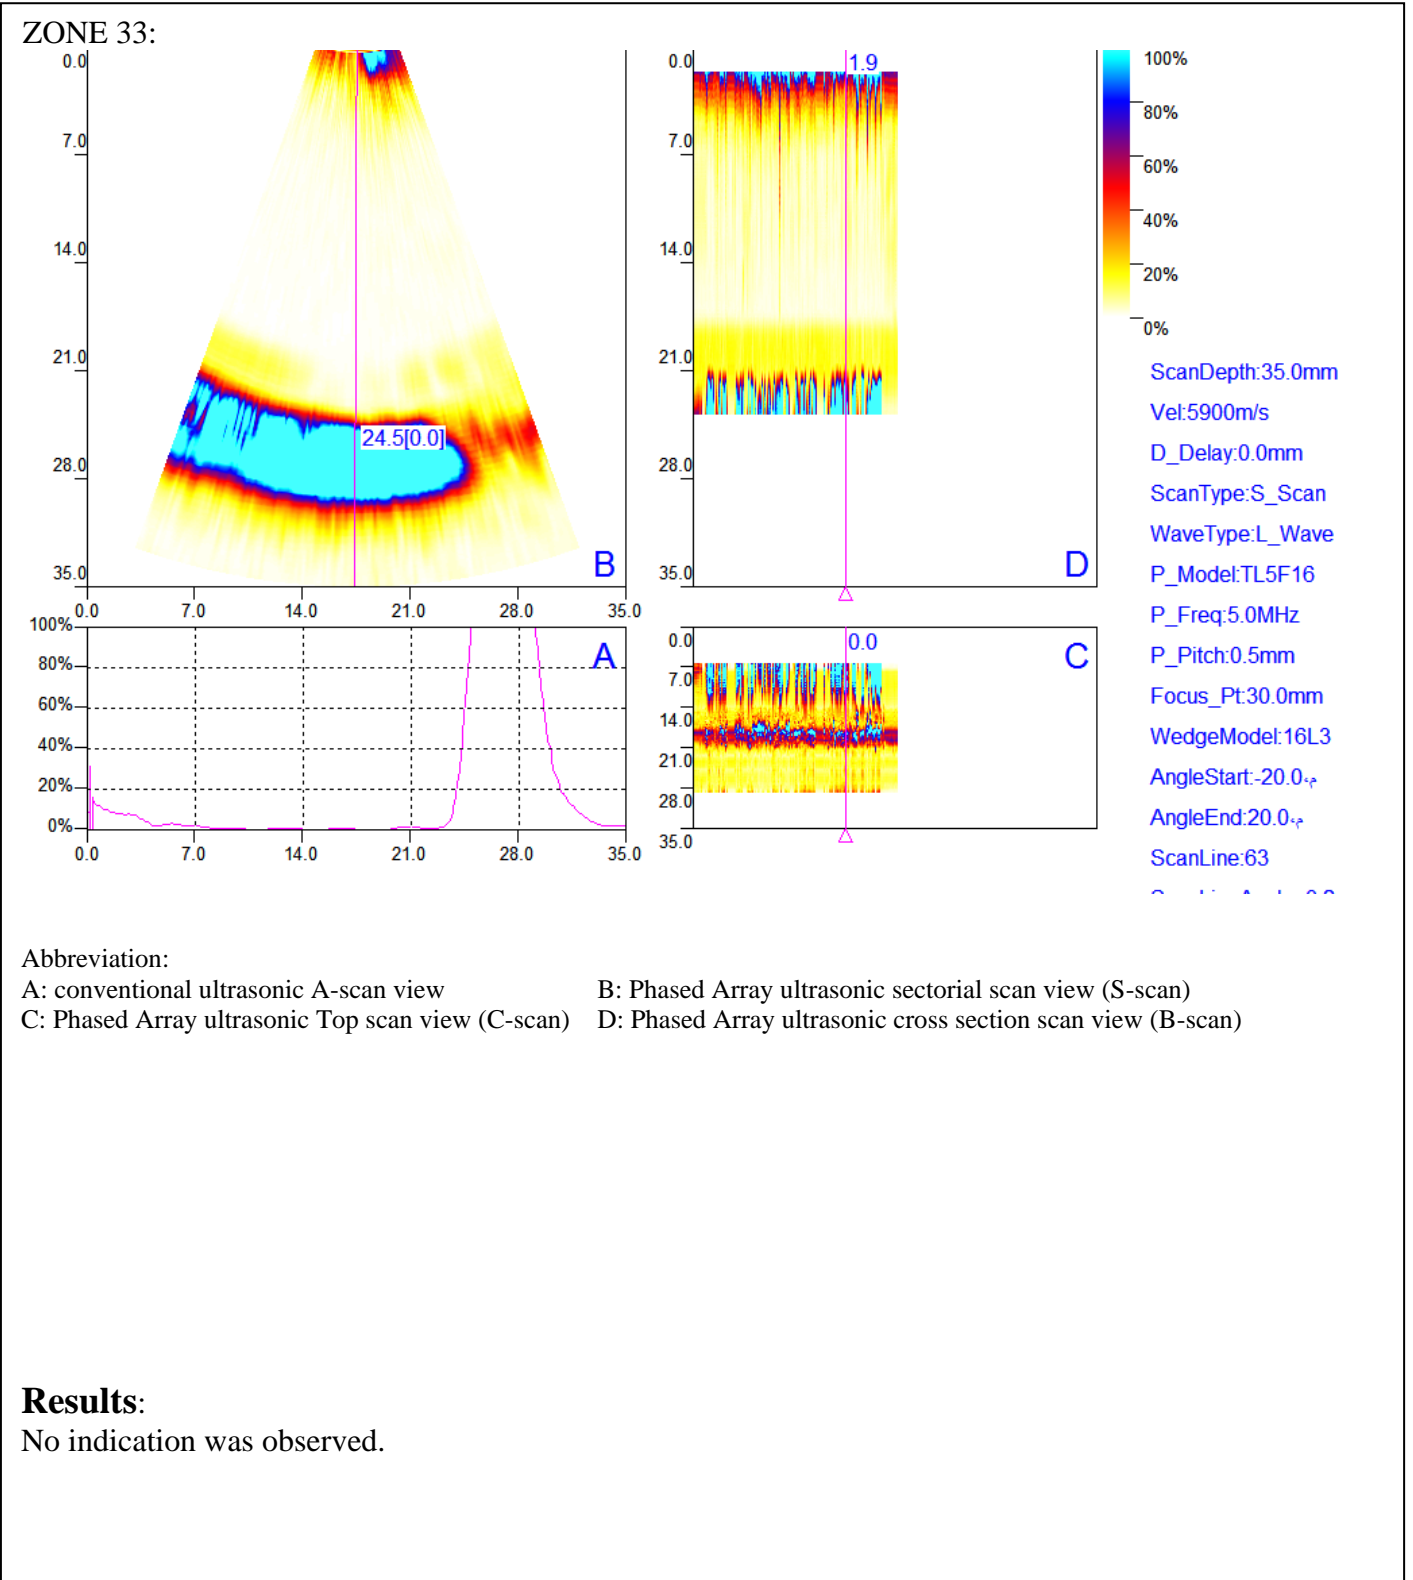 ZONE 33:
0.0
7.0
14.0
21.0
28.0
35.0
24.5[0.0]
B
0.0 7.0 14.0 21.0 28.0 35.0
0.0
7.0
14.0
21.0
28.0
35.0
1.9
D
100%
80%
60%
40%
20%
0%
A
0.0 7.0 14.0 21.0 28.0 35.0
0.0
7.0
14.0
21.0
28.0
35.0
0.0
C
100%
80%
60%
40%
20%
0%
ScanDepth:35.0mm
Vel:5900m/s
D_Delay:0.0mm
ScanType:S_Scan
WaveType:L_Wave
P_Model:TL5F16
P_Freq:5.0MHz
P_Pitch:0.5mm
Focus_Pt:30.0mm
WedgeModel:16L3
AngleStart:-20.0
AngleEnd:20.0
ScanLine:63
Abbreviation:
A: conventional ultrasonic A-scan view B: Phased Array ultrasonic sectorial scan view (S-scan)
C: Phased Array ultrasonic Top scan view (C-scan) D: Phased Array ultrasonic cross section scan view (B-scan)
Results:
No indication was observed.